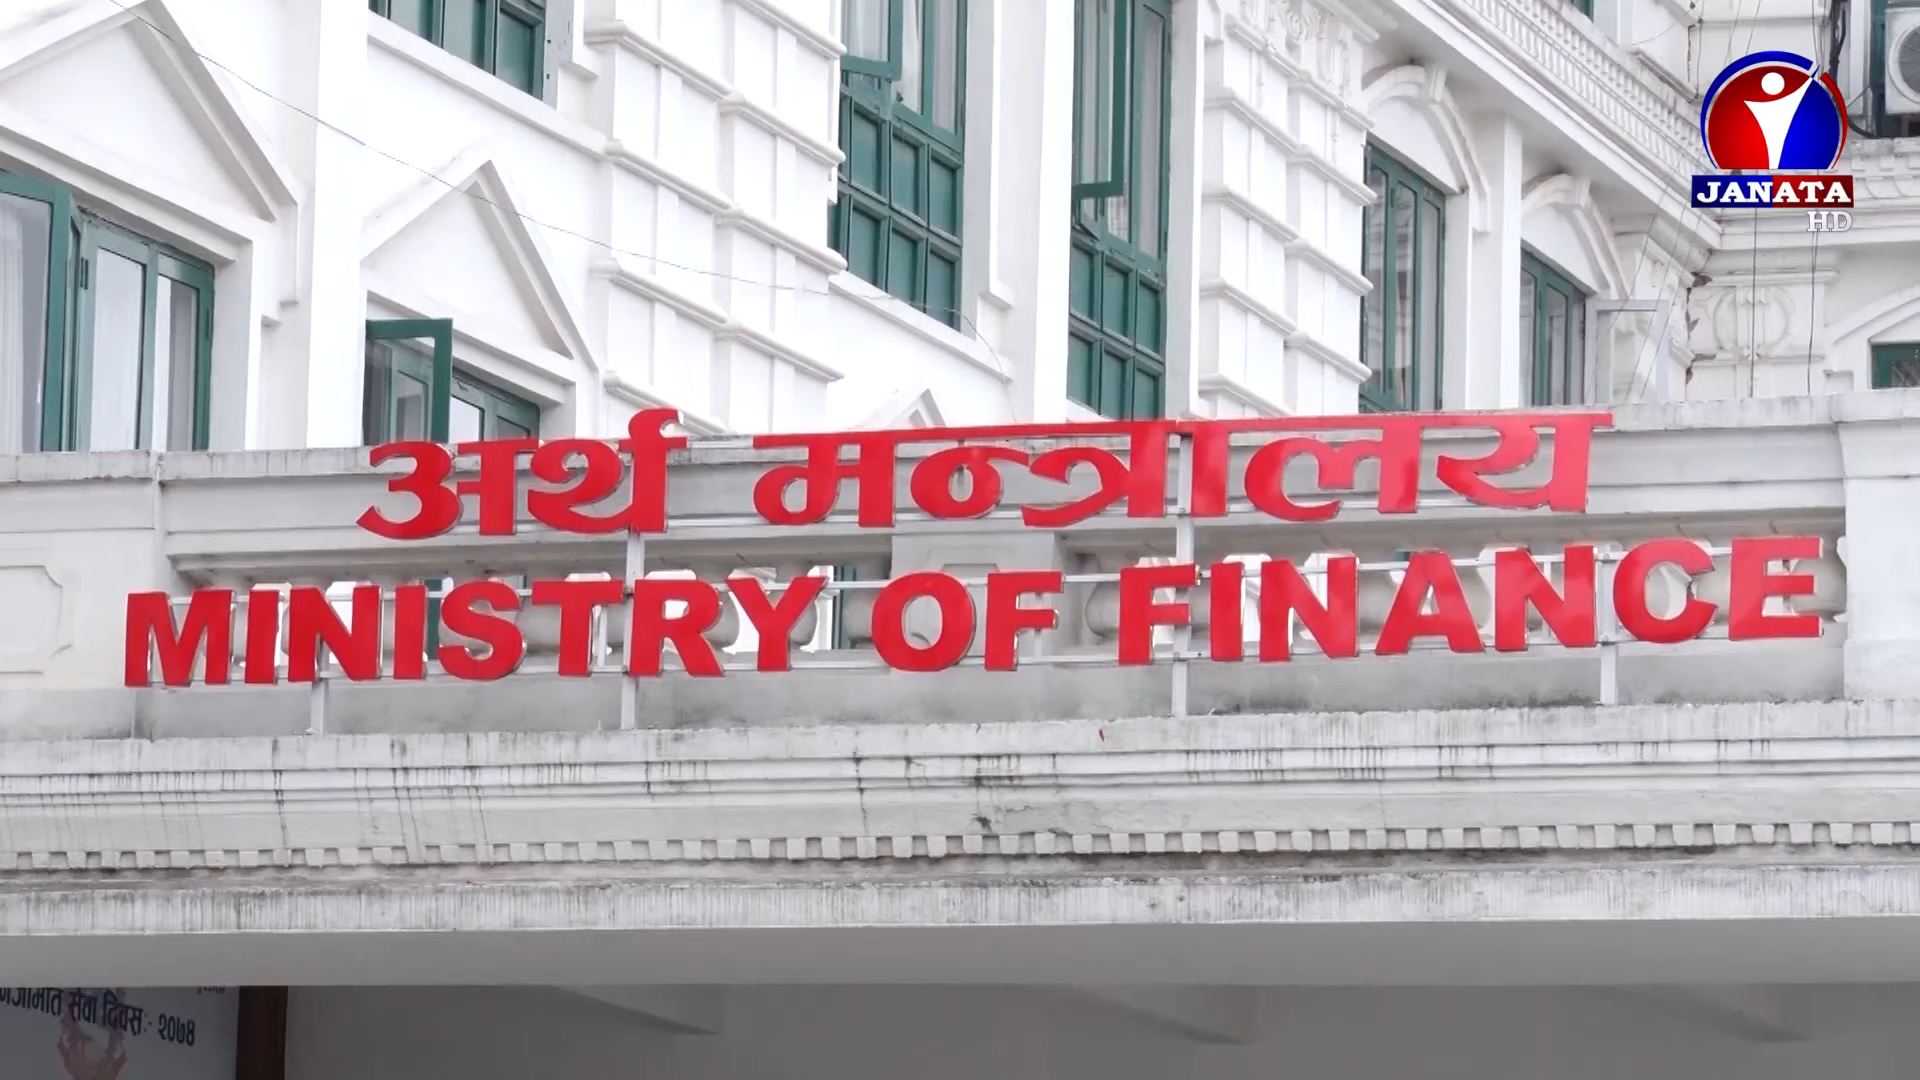 JANATA
HD
अर्थ मन्त्रालय
MINISTRY OF FINANCE
सेवा दिवस:- २०७४